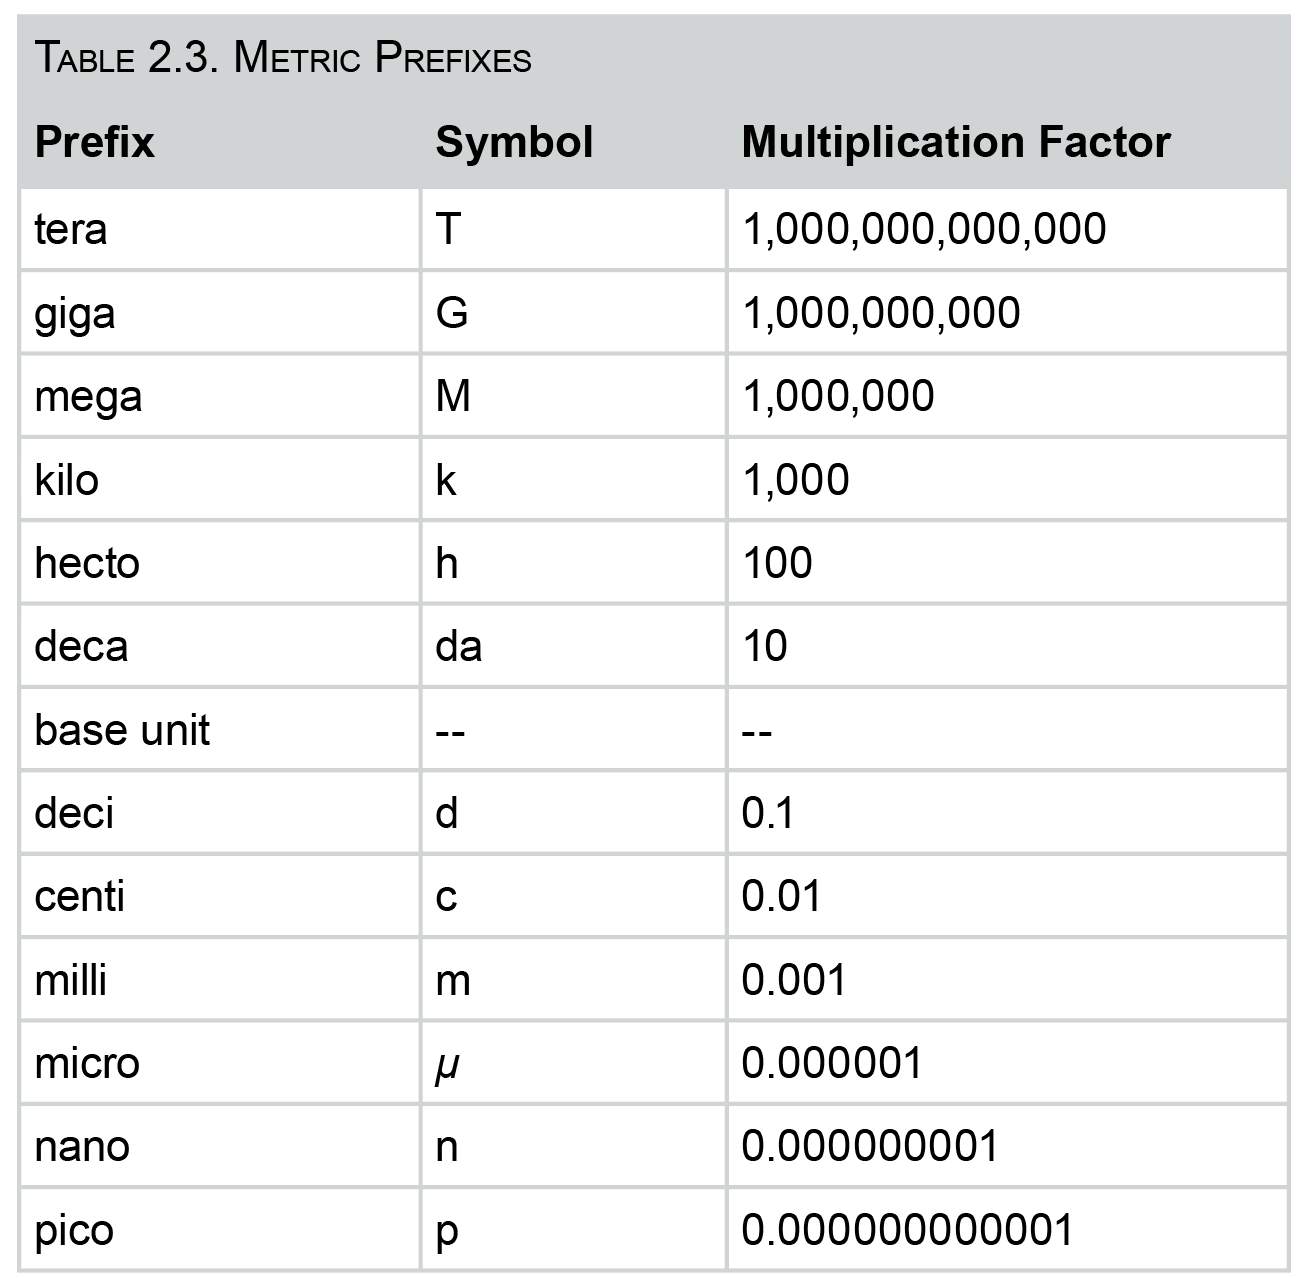 Table 2.3. Metric Prefixes
Prefix Symbol Multiplication Factor
tera T 1,000,000,000,000
giga G 1,000,000,000
mega M 1,000,000
kilo k 1,000
hecto h 100
deca da 10
base unit -- --
deci d 0.1
centi c 0.01
milli m 0.001
micro µ 0.000001
nano n 0.000000001
pico p 0.000000000001